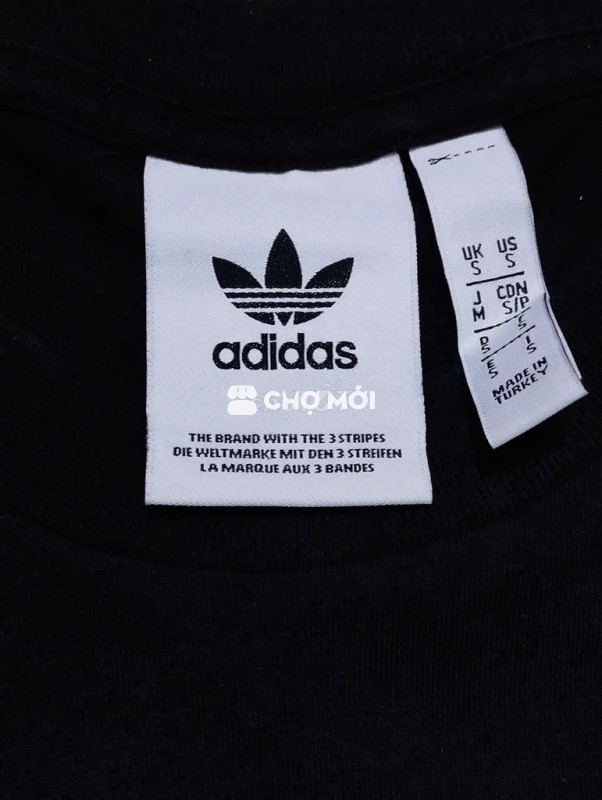 adidas
CHỢ MỚI
THE BRAND WITH THE 3 STRIPES
DIE WELTMARKE MIT DEN 3 STREIFEN
LA MARQUE AUX 3 BANDES
UK US
S S
J CDN
M S/P
MADE IN
TURKEY